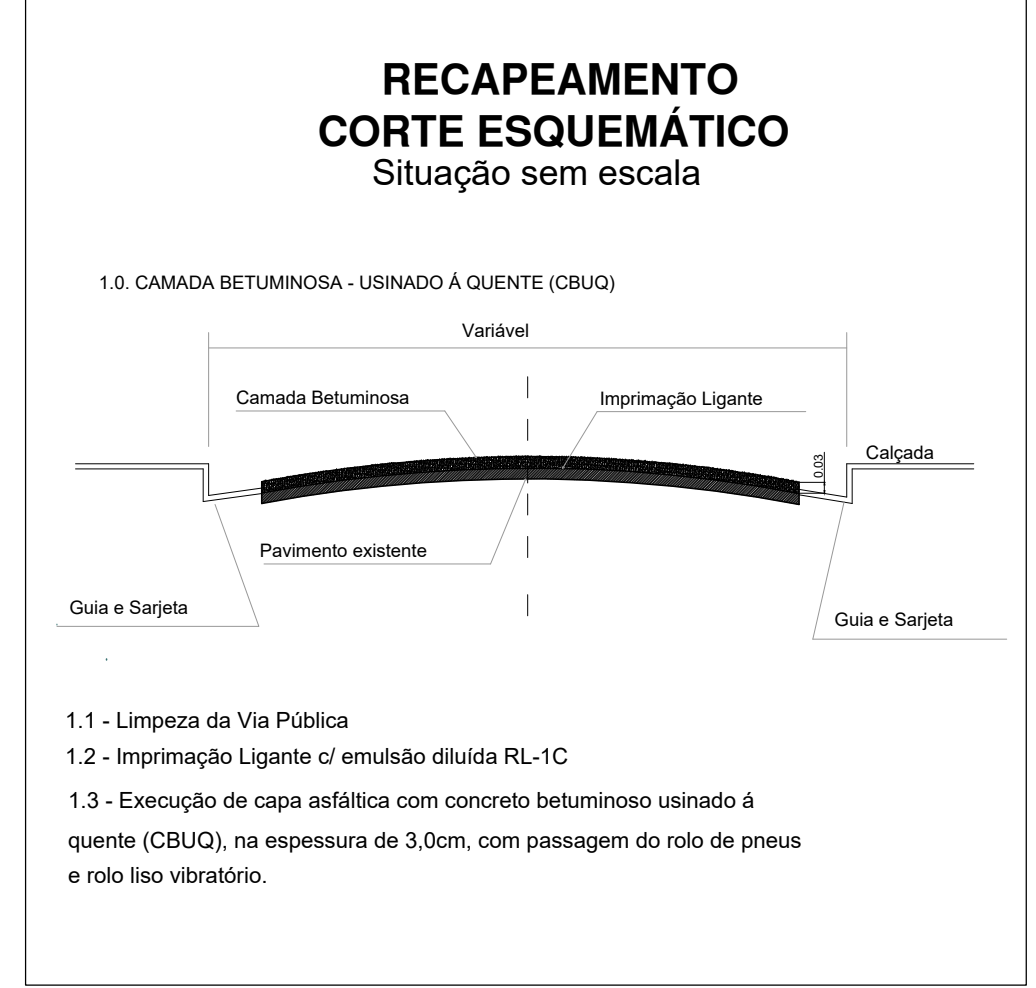 RECAPEAMENTO
CORTE ESQUEMÁTICO
Situação sem escala
1.0. CAMADA BETUMINOSA - USINADO Á QUENTE (CBUQ)
Variável
Camada Betuminosa
Imprimação Ligante
0.03
Calçada
Pavimento existente
Guia e Sarjeta
Guia e Sarjeta
1.1 - Limpeza da Via Pública
1.2 - Imprimação Ligante c/ emulsão diluída RL-1C
1.3 - Execução de capa asfáltica com concreto betuminoso usinado á
quente (CBUQ), na espessura de 3,0cm, com passagem do rolo de pneus
e rolo liso vibratório.